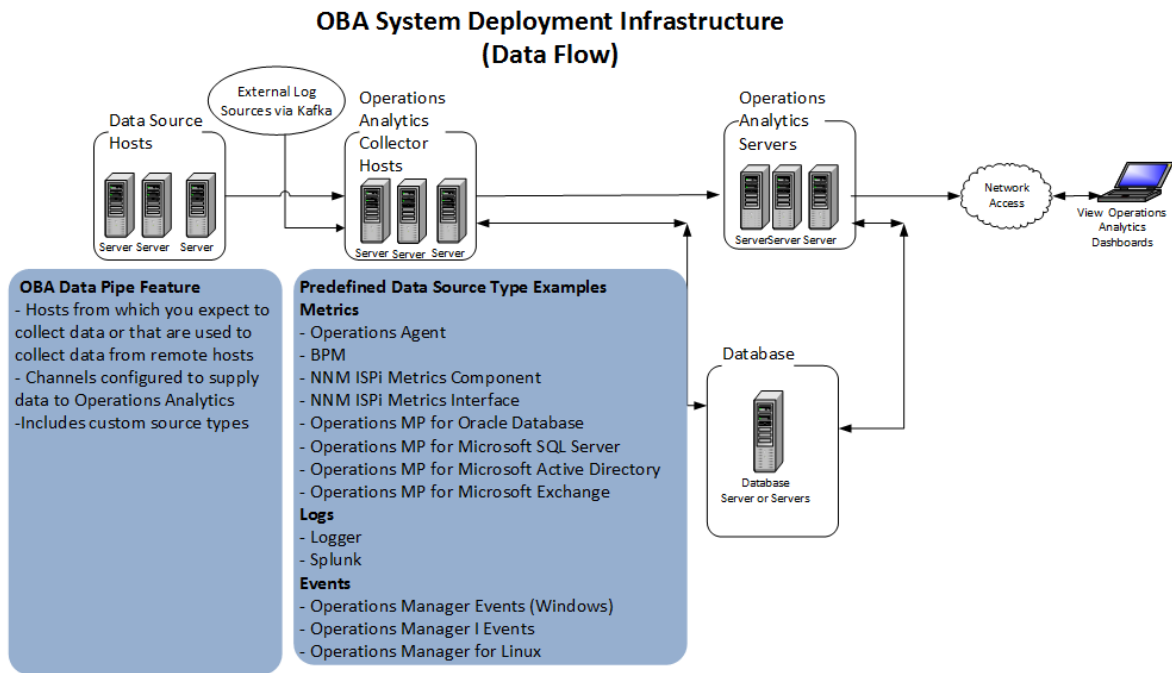 OBA System Deployment Infrastructure
(Data Flow)
External Log
Sources via Kafka
Data Source
Hosts
Server Server Server
Operations
Analytics
Collector
Hosts
Server Server Server
Operations
Analytics
Servers
Server Server Server
Network
Access
View Operations
Analytics
Dashboards
OBA Data Pipe Feature
- Hosts from which you expect to
collect data or that are used to
collect data from remote hosts
- Channels configured to supply
data to Operations Analytics
-Includes custom source types
Predefined Data Source Type Examples
Metrics
- Operations Agent
- BPM
- NNM ISPi Metrics Component
- NNM ISPi Metrics Interface
- Operations MP for Oracle Database
- Operations MP for Microsoft SQL Server
- Operations MP for Microsoft Active Directory
- Operations MP for Microsoft Exchange
Logs
- Logger
- Splunk
Events
- Operations Manager Events (Windows)
- Operations Manager I Events
- Operations Manager for Linux
Database
Database
Server or Servers